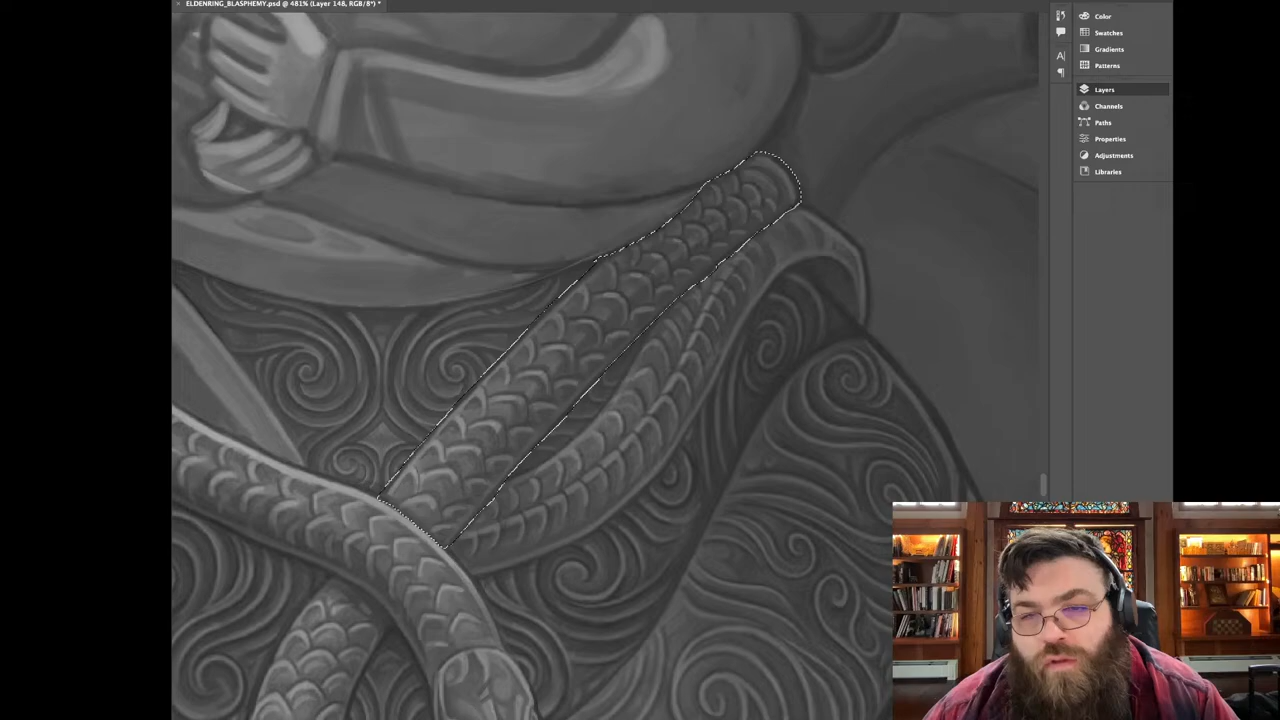 × ELDENRING_BLASPHEMY.psd @ 481% (Layer 148, RGB/8*) *
Color
Swatches
Gradients
Patterns
Layers
Channels
Paths
Properties
Adjustments
Libraries